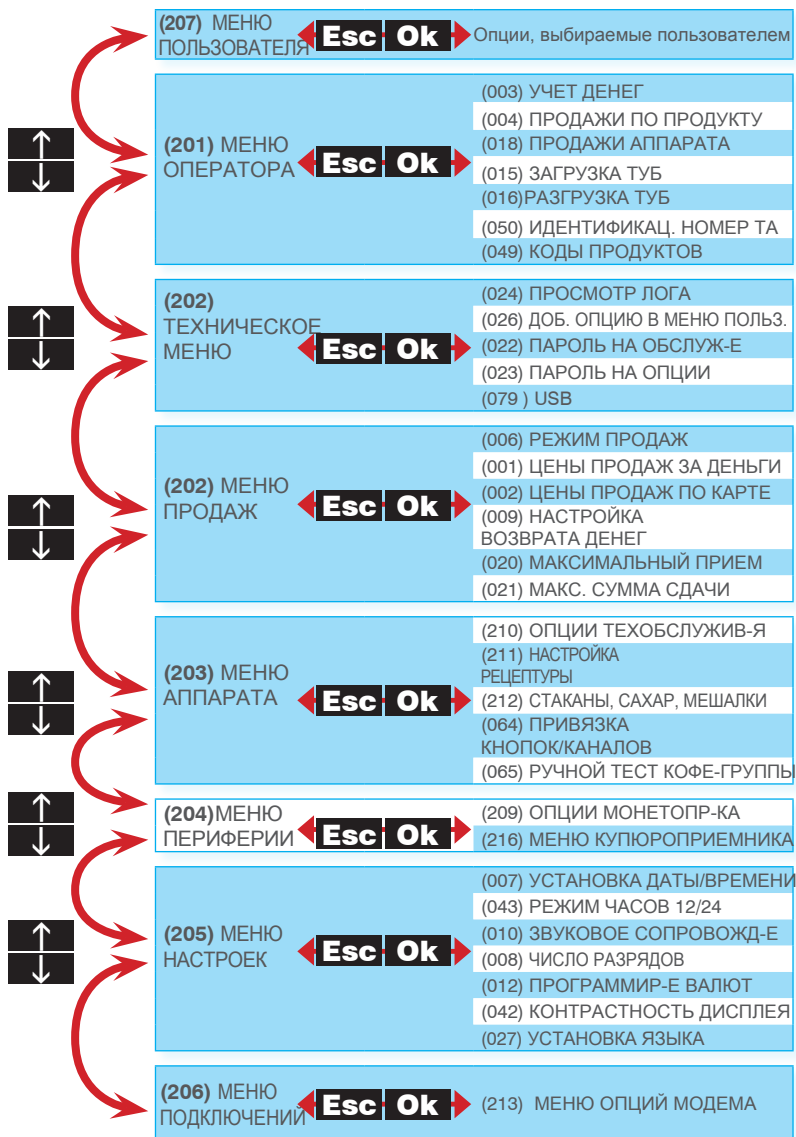 (207) МЕНЮ
ПОЛЬЗОВАТЕЛЯ
Esc Ok
Опции, выбираемые пользователем
↑
↓
(201) МЕНЮ
ОПЕРАТОРА
Esc Ok
(003) УЧЕТ ДЕНЕГ
(004) ПРОДАЖИ ПО ПРОДУКТУ
(018) ПРОДАЖИ АППАРАТА
(015) ЗАГРУЗКА ТУБ
(016)РАЗГРУЗКА ТУБ
(050) ИДЕНТИФИКАЦ. НОМЕР ТА
(049) КОДЫ ПРОДУКТОВ
↑
↓
(202)
ТЕХНИЧЕСКОЕ
МЕНЮ
Esc Ok
(024) ПРОСМОТР ЛОГА
(026) ДОБ. ОПЦИЮ В МЕНЮ ПОЛЬЗ.
(022) ПАРОЛЬ НА ОБСЛУЖ-Е
(023) ПАРОЛЬ НА ОПЦИИ
(079 ) USB
↑
↓
(202) МЕНЮ
ПРОДАЖ
Esc Ok
(006) РЕЖИМ ПРОДАЖ
(001) ЦЕНЫ ПРОДАЖ ЗА ДЕНЬГИ
(002) ЦЕНЫ ПРОДАЖ ПО КАРТЕ
(009) НАСТРОЙКА
ВОЗВРАТА ДЕНЕГ
(020) МАКСИМАЛЬНЫЙ ПРИЕМ
(021) МАКС. СУММА СДАЧИ
↑
↓
(203) МЕНЮ
АППАРАТА
Esc Ok
(210) ОПЦИИ ТЕХОБСЛУЖИВ-Я
(211) НАСТРОЙКА
РЕЦЕПТУРЫ
(212) СТАКАНЫ, САХАР, МЕШАЛКИ
(064) ПРИВЯЗКА
КНОПОК/КАНАЛОВ
(065) РУЧНОЙ ТЕСТ КОФЕ-ГРУППЫ
↑
↓
(204)МЕНЮ
ПЕРИФЕРИИ
Esc Ok
(209) ОПЦИИ МОНЕТОПР-КА
(216) МЕНЮ КУПЮРОПРИЕМНИКА
↑
↓
(205) МЕНЮ
НАСТРОЕК
Esc Ok
(007) УСТАНОВКА ДАТЫ/ВРЕМЕНИ
(043) РЕЖИМ ЧАСОВ 12/24
(010) ЗВУКОВОЕ СОПРОВОЖД-Е
(008) ЧИСЛО РАЗРЯДОВ
(012) ПРОГРАММИР-Е ВАЛЮТ
(042) КОНТРАСТНОСТЬ ДИСПЛЕЯ
(027) УСТАНОВКА ЯЗЫКА
(206) МЕНЮ
ПОДКЛЮЧЕНИЙ
Esc Ok
(213) МЕНЮ ОПЦИЙ МОДЕМА